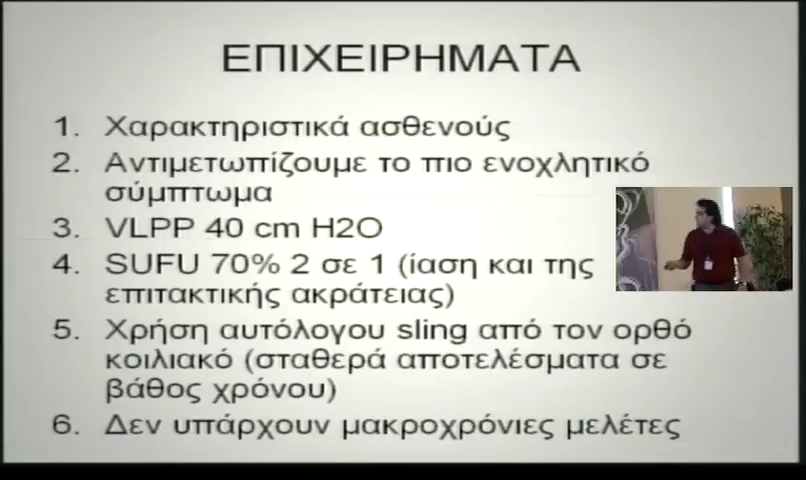 ΕΠΙΧΕΙΡΗΜΑΤΑ
1. Χαρακτηριστικά ασθενούς
2. Αντιμετωπίζουμε το πιο ενοχλητικό
σύμπτωμα
3. VLPP 40 cm H2O
4. SUFU 70% 2 σε 1 (ίαση και της
επιτακτικής ακράτειας)
5. Χρήση αυτόλογου sling από τον ορθό
κοιλιακό (σταθερά αποτελέσματα σε
βάθος χρόνου)
6. Δεν υπάρχουν μακροχρόνιες μελέτες